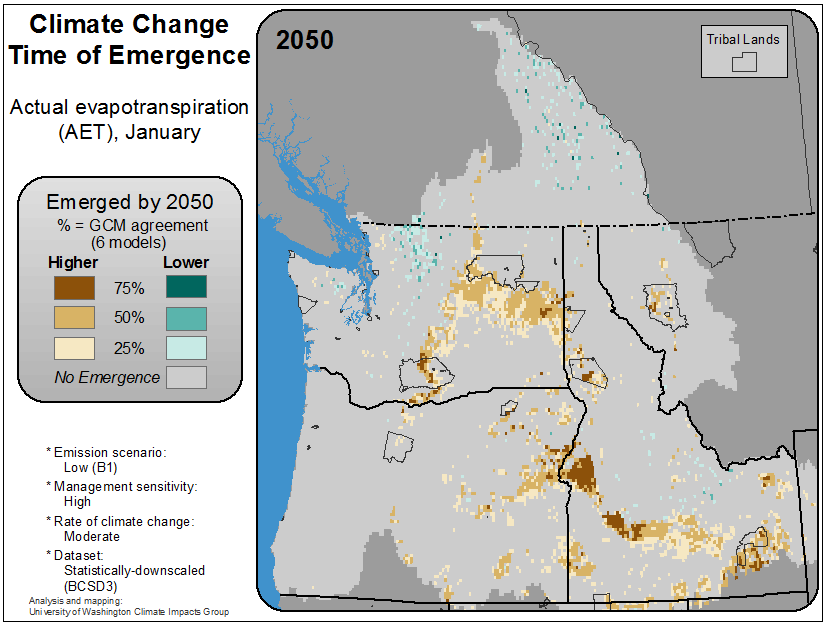 Climate Change
Time of Emergence
Actual evapotranspiration
(AET), January
Emerged by 2050
% = GCM agreement
(6 models)
Higher Lower
75%
50%
25%
No Emergence
* Emission scenario:
Low (B1)
* Management sensitivity:
High
* Rate of climate change:
Moderate
* Dataset:
Statistically-downscaled
(BCSD3)
Analysis and mapping:
University of Washington Climate Impacts Group
2050
Tribal Lands